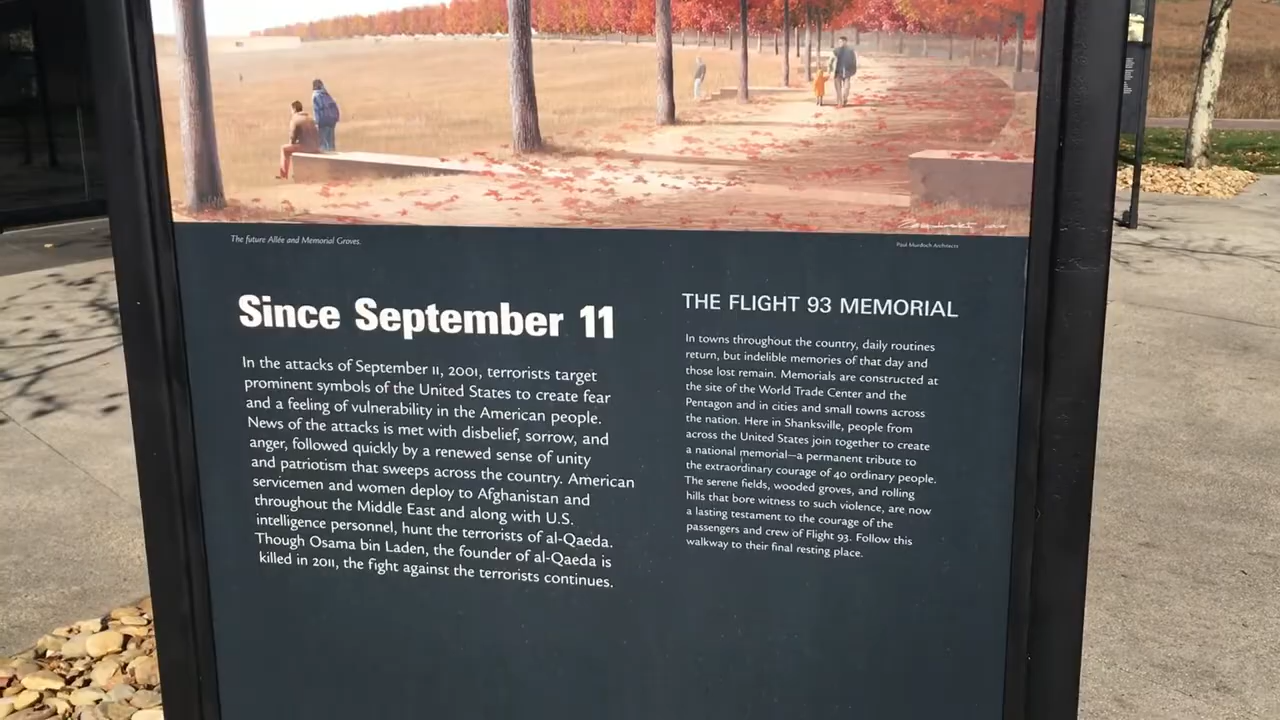 The future Allée and Memorial Groves.
Paul Murdoch Architects
Since September 11
In the attacks of September 11, 2001, terrorists target
prominent symbols of the United States to create fear
and a feeling of vulnerability in the American people.
News of the attacks is met with disbelief, sorrow, and
anger, followed quickly by a renewed sense of unity
and patriotism that sweeps across the country. American
servicemen and women deploy to Afghanistan and
throughout the Middle East and along with U.S.
intelligence personnel, hunt the terrorists of al-Qaeda.
Though Osama bin Laden, the founder of al-Qaeda is
killed in 2011, the fight against the terrorists continues.
THE FLIGHT 93 MEMORIAL
In towns throughout the country, daily routines
return, but indelible memories of that day and
those lost remain. Memorials are constructed at
the site of the World Trade Center and the
Pentagon and in cities and small towns across
the nation. Here in Shanksville, people from
across the United States join together to create
a national memorial—a permanent tribute to
the extraordinary courage of 40 ordinary people.
The serene fields, wooded groves, and rolling
hills that bore witness to such violence, are now
a lasting testament to the courage of the
passengers and crew of Flight 93. Follow this
walkway to their final resting place.